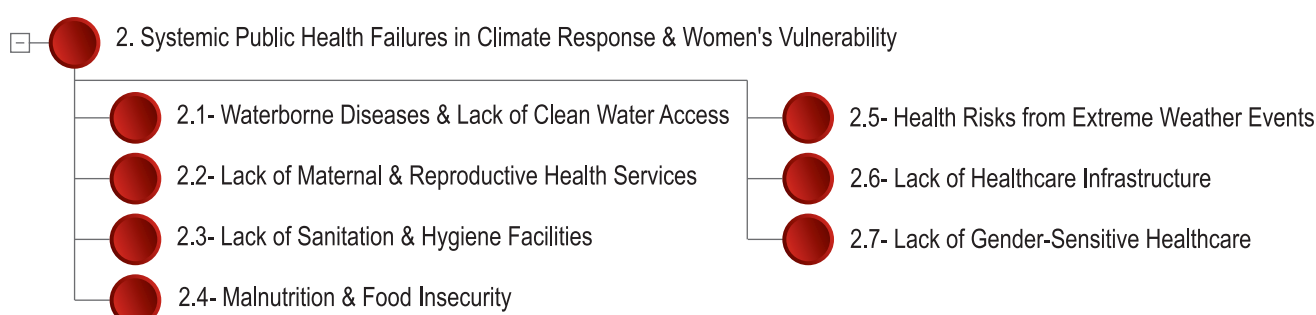 2. Systemic Public Health Failures in Climate Response & Women's Vulnerability
2.1- Waterborne Diseases & Lack of Clean Water Access
2.2- Lack of Maternal & Reproductive Health Services
2.3- Lack of Sanitation & Hygiene Facilities
2.4- Malnutrition & Food Insecurity
2.5- Health Risks from Extreme Weather Events
2.6- Lack of Healthcare Infrastructure
2.7- Lack of Gender-Sensitive Healthcare